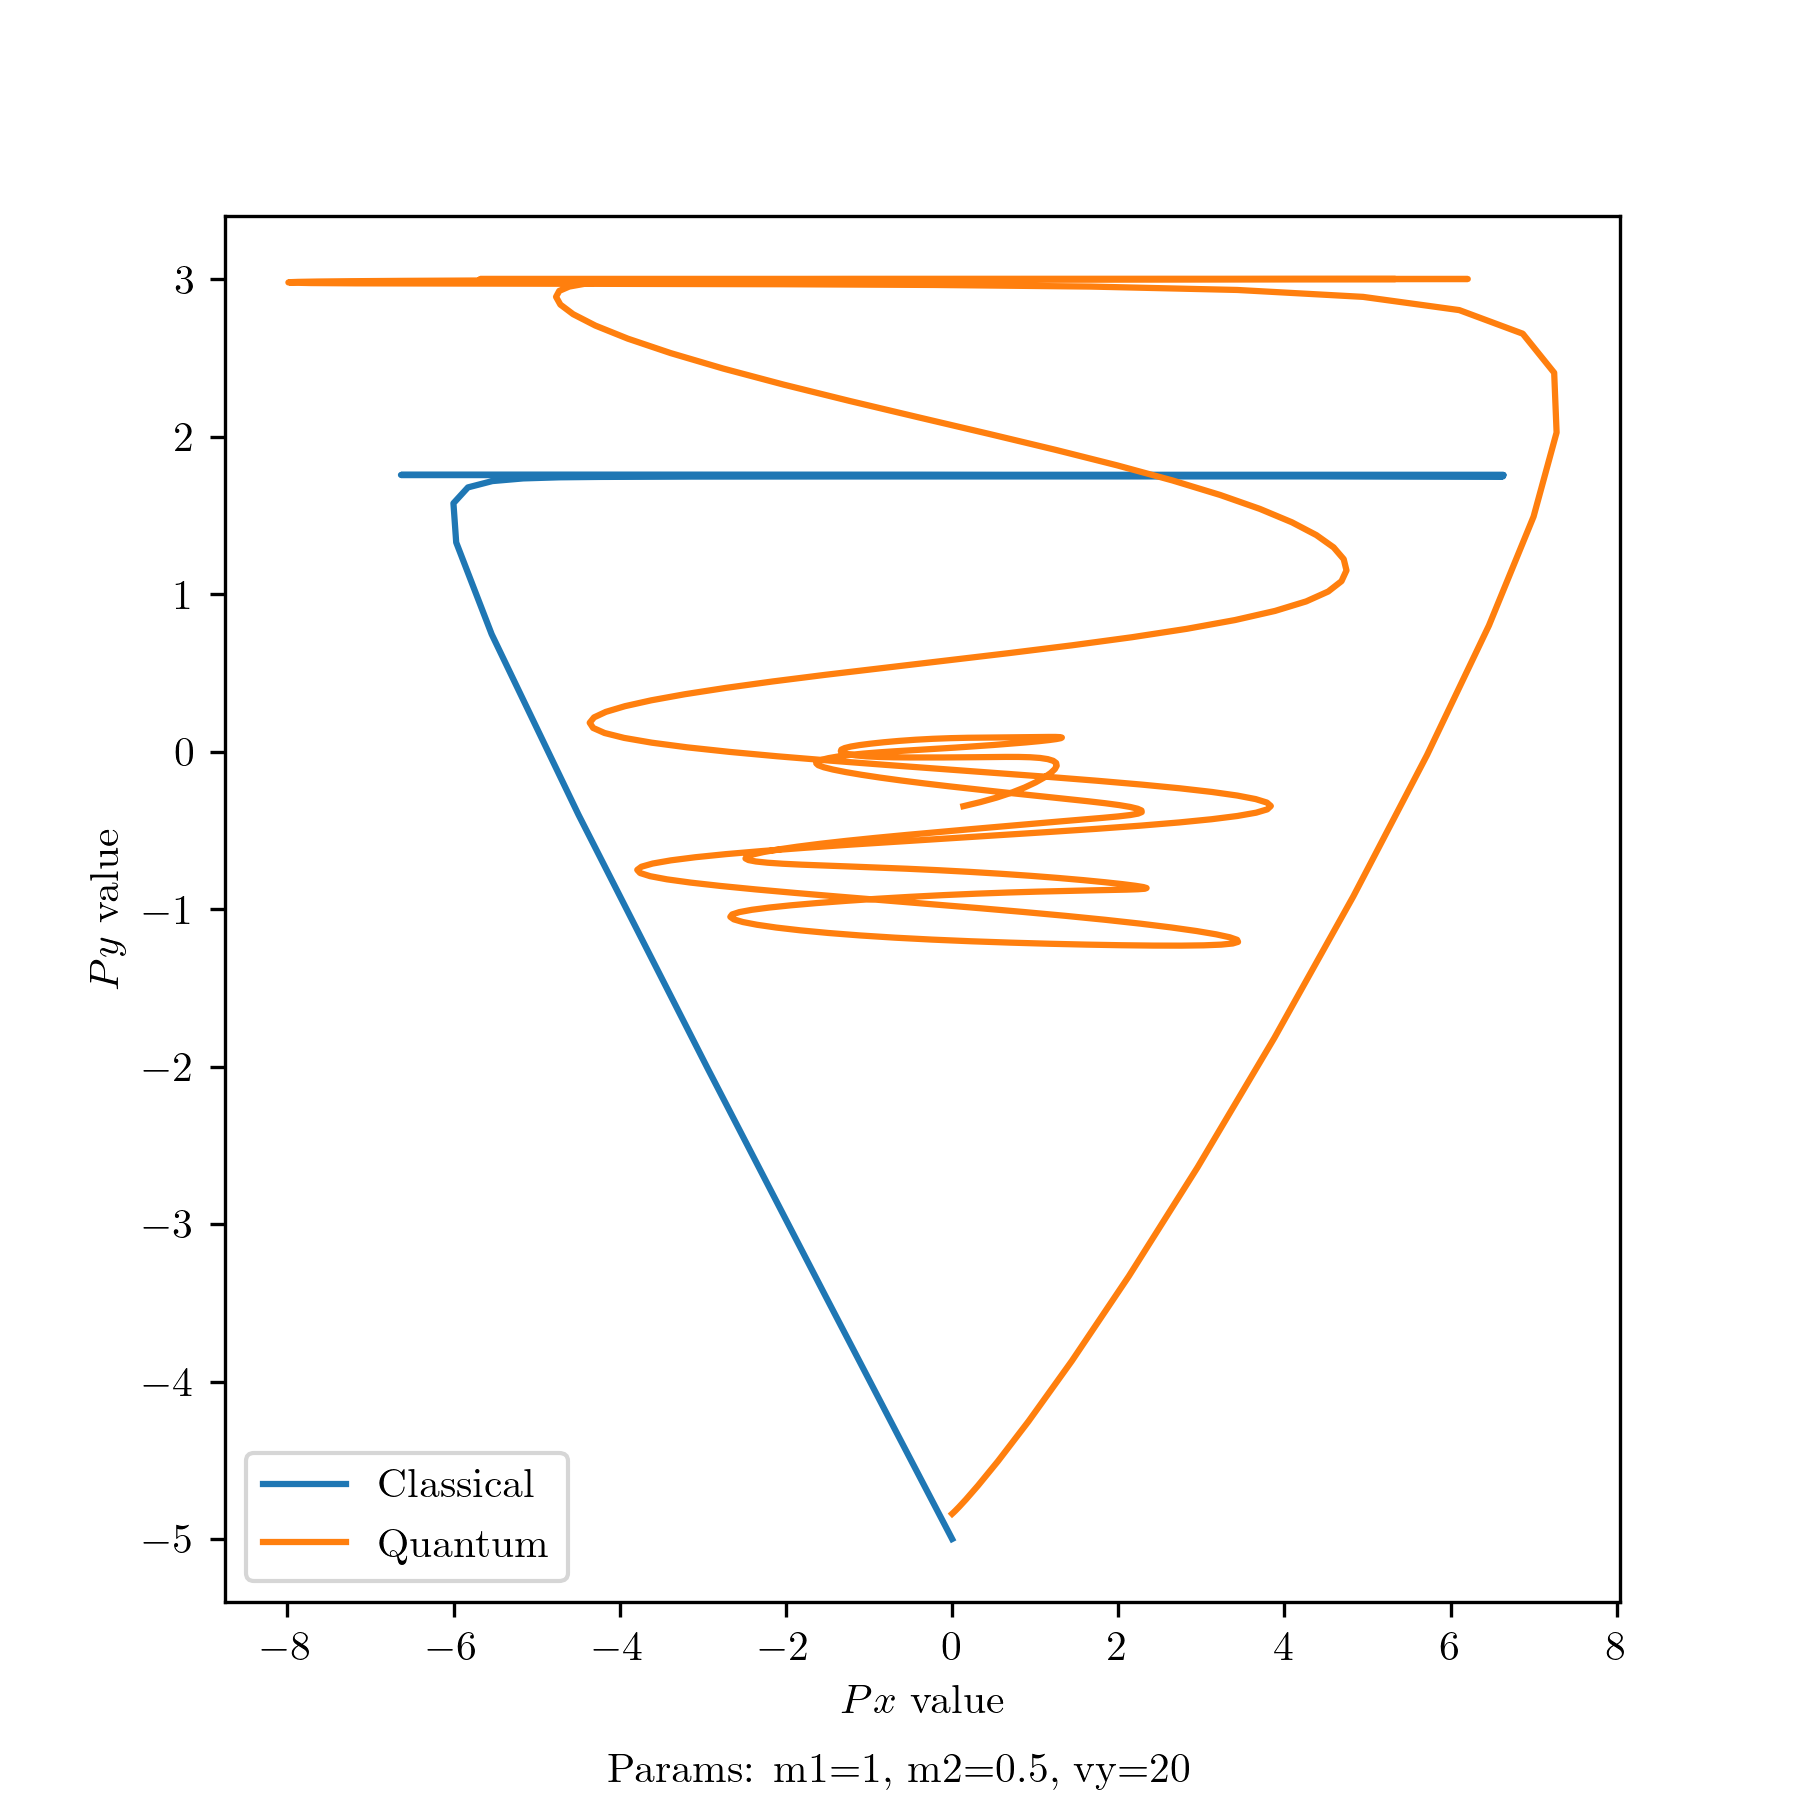 3
2
1
0
−1
−2
−3
−4
−5
Py value
Classical
Quantum
−8 −6 −4 −2 0 2 4 6 8
Px value
Params: m1=1, m2=0.5, vy=20